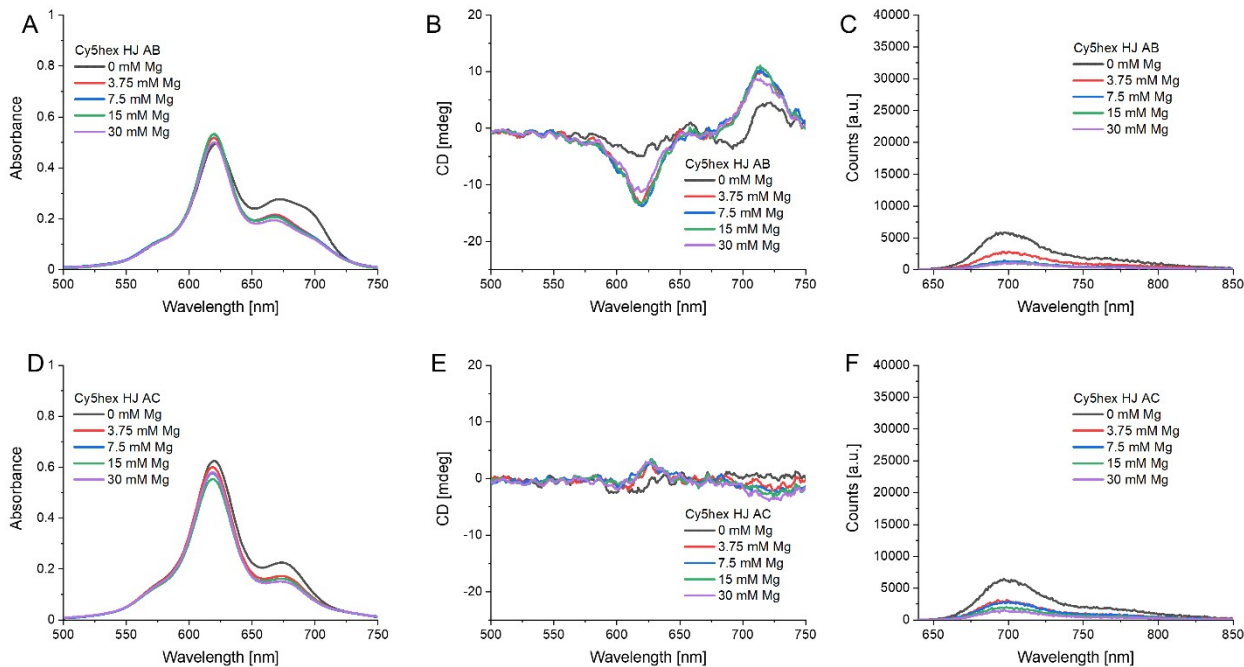 A
1
0.8
0.6
0.4
0.2
0
Absorbance
Cy5hex HJ AB
0 mM Mg
3.75 mM Mg
7.5 mM Mg
15 mM Mg
30 mM Mg
500 550 600 650 700 750
Wavelength [nm]
B
20
10
0
-10
-20
CD [mdeg]
Cy5hex HJ AB
0 mM Mg
3.75 mM Mg
7.5 mM Mg
15 mM Mg
30 mM Mg
500 550 600 650 700 750
Wavelength [nm]
C
40000
35000
30000
25000
20000
15000
10000
5000
0
Counts [a.u.]
Cy5hex HJ AB
0 mM Mg
3.75 mM Mg
7.5 mM Mg
15 mM Mg
30 mM Mg
650 700 750 800 850
Wavelength [nm]
D
1
0.8
0.6
0.4
0.2
0
Absorbance
Cy5hex HJ AC
0 mM Mg
3.75 mM Mg
7.5 mM Mg
15 mM Mg
30 mM Mg
500 550 600 650 700 750
Wavelength [nm]
E
20
10
0
-10
-20
CD [mdeg]
Cy5hex HJ AC
0 mM Mg
3.75 mM Mg
7.5 mM Mg
15 mM Mg
30 mM Mg
500 550 600 650 700 750
Wavelength [nm]
F
40000
35000
30000
25000
20000
15000
10000
5000
0
Counts [a.u.]
Cy5hex HJ AC
0 mM Mg
3.75 mM Mg
7.5 mM Mg
15 mM Mg
30 mM Mg
650 700 750 800 850
Wavelength [nm]